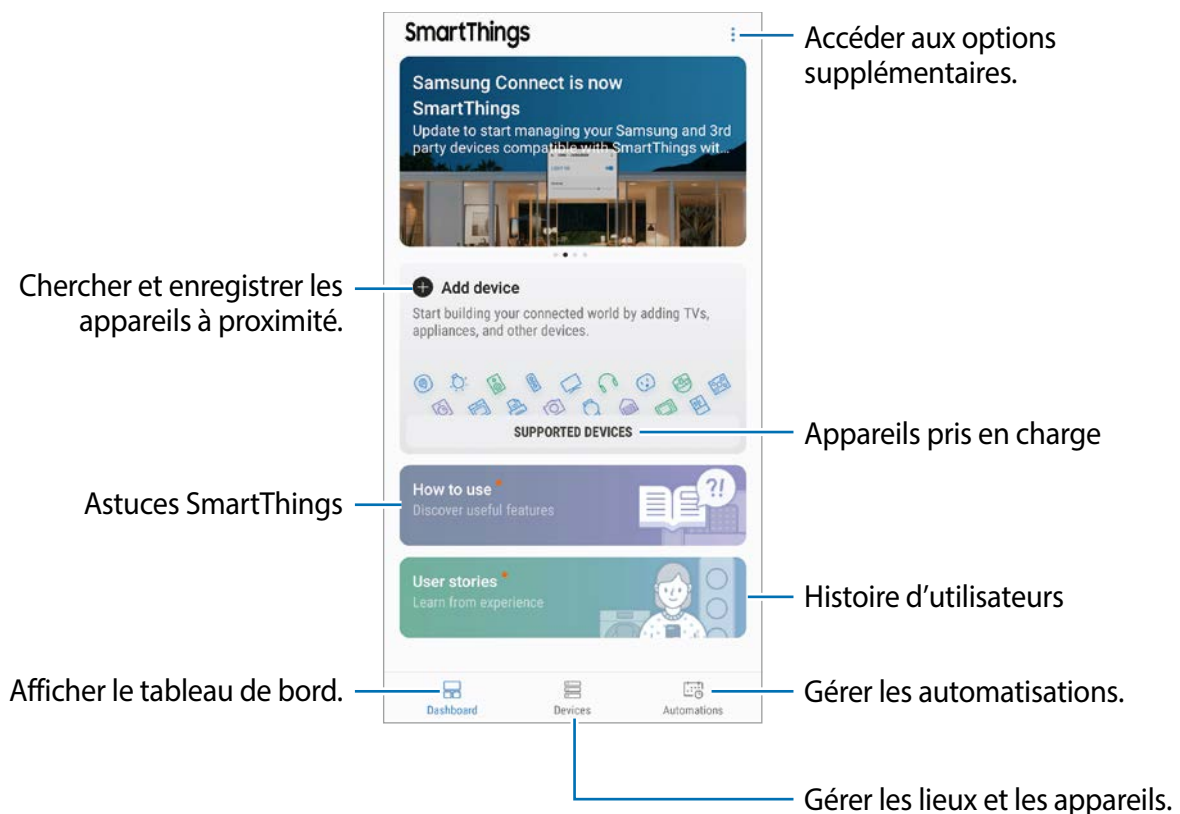 SmartThings
Accéder aux options
supplémentaires.
Samsung Connect is now
SmartThings
Update to start managing your Samsung and 3rd
party devices compatible with SmartThings wit...
Chercher et enregistrer les
appareils à proximité.
Add device
Start building your connected world by adding TVs,
appliances, and other devices.
SUPPORTED DEVICES
Appareils pris en charge
Astuces SmartThings
How to use
Discover useful features
?!
User stories
Learn from experience
Histoire d'utilisateurs
Afficher le tableau de bord.
Dashboard
Devices
Automations
Gérer les automatisations.
Gérer les lieux et les appareils.